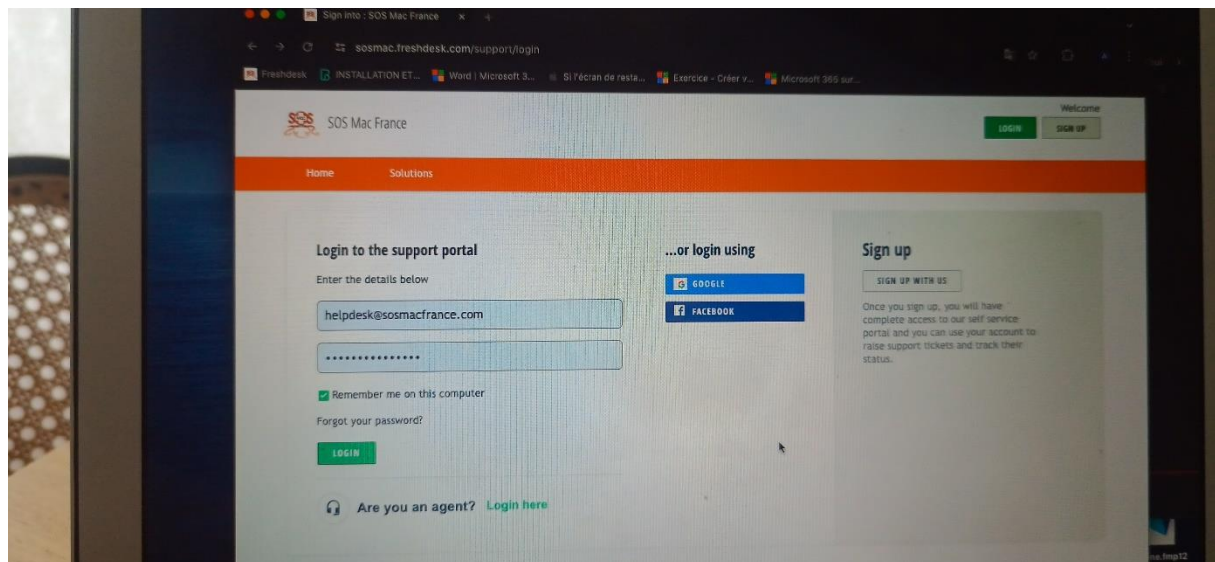 Sign into : SOS Mac France
sosmac.freshdesk.com/support/login
Freshdesk INSTALLATION ET... Word | Microsoft 3... Si l'écran de resta... Exercice - Créer v... Microsoft 365 sur...
SOS SOS Mac France
Welcome
LOGIN SIGN UP
Home Solutions
Login to the support portal
Enter the details below
helpdesk@sosmacfrance.com
•••••••••••••••
Remember me on this computer
Forgot your password?
LOGIN
Are you an agent? Login here
...or login using
G GOOGLE
f FACEBOOK
Sign up
SIGN UP WITH US
Once you sign up, you will have
complete access to our self service
portal and you can use your account to
raise support tickets and track their
status.
ne.fmp12